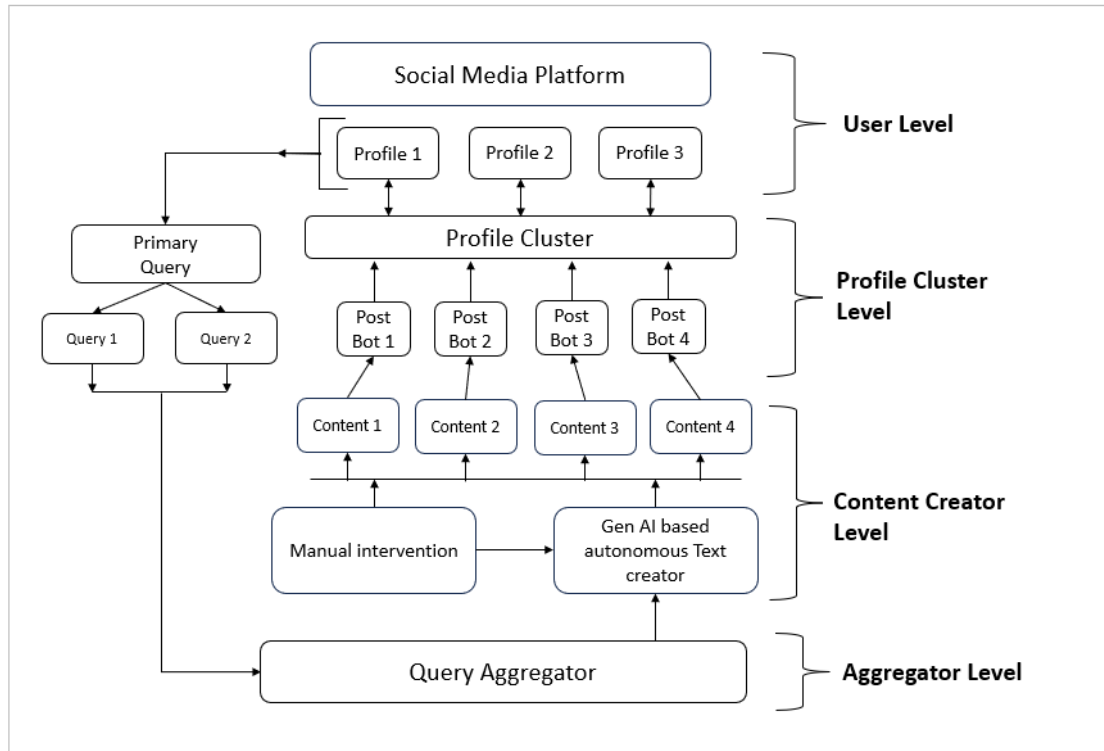 Social Media Platform
User Level
Profile 1
Profile 2
Profile 3
Primary
Query
Profile Cluster
Profile Cluster
Level
Query 1
Query 2
Post
Bot 1
Post
Bot 2
Post
Bot 3
Post
Bot 4
Content 1
Content 2
Content 3
Content 4
Content Creator
Level
Manual intervention
Gen AI based
autonomous Text
creator
Query Aggregator
Aggregator Level